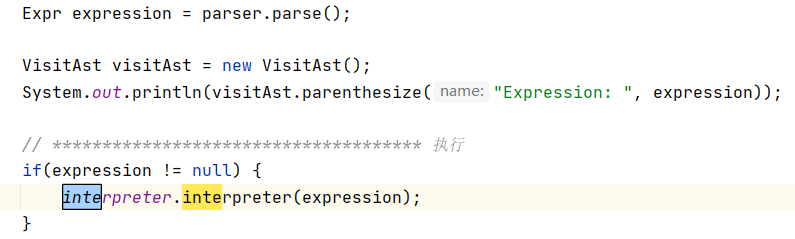 Expr expression = parser.parse();
VisitAst visitAst = new VisitAst();
System.out.println(visitAst.parenthesize( name: "Expression: ", expression));
// ************************************* 执行
if(expression != null) {
interpreter.interpreter(expression);
}